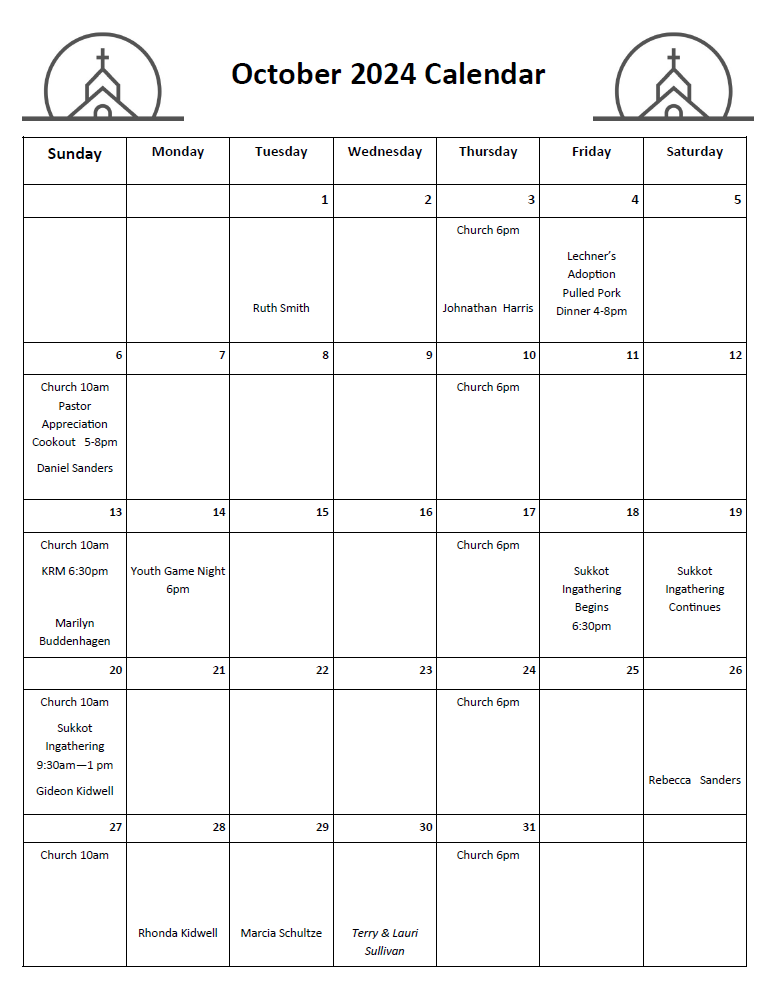 October 2024 Calendar
Sunday Monday Tuesday Wednesday Thursday Friday Saturday
1 2 3 4 5
Ruth Smith
Church 6pm
Johnathan Harris
Lechner's
Adoption
Pulled Pork
Dinner 4-8pm
6 7 8 9 10 11 12
Church 10am
Pastor
Appreciation
Cookout 5-8pm
Daniel Sanders
Church 6pm
13 14 15 16 17 18 19
Church 10am
KRM 6:30pm
Marilyn
Buddenhagen
Youth Game Night
6pm
Church 6pm
Sukkot
Ingathering
Begins
6:30pm
Sukkot
Ingathering
Continues
20 21 22 23 24 25 26
Church 10am
Sukkot
Ingathering
9:30am—1 pm
Gideon Kidwell
Church 6pm
Rebecca Sanders
27 28 29 30 31
Church 10am
Rhonda Kidwell
Marcia Schultze
Terry & Lauri
Sullivan
Church 6pm